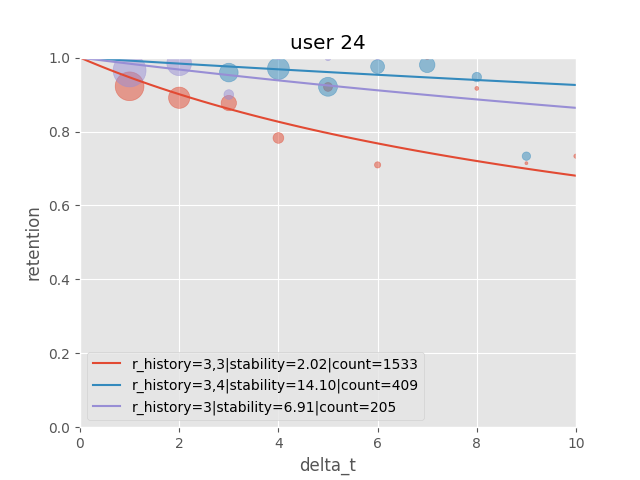 user 24
1.0
0.8
0.6
0.4
0.2
0.0
retention
r_history=3,3|stability=2.02|count=1533
r_history=3,4|stability=14.10|count=409
r_history=3|stability=6.91|count=205
0 2 4 6 8 10
delta_t